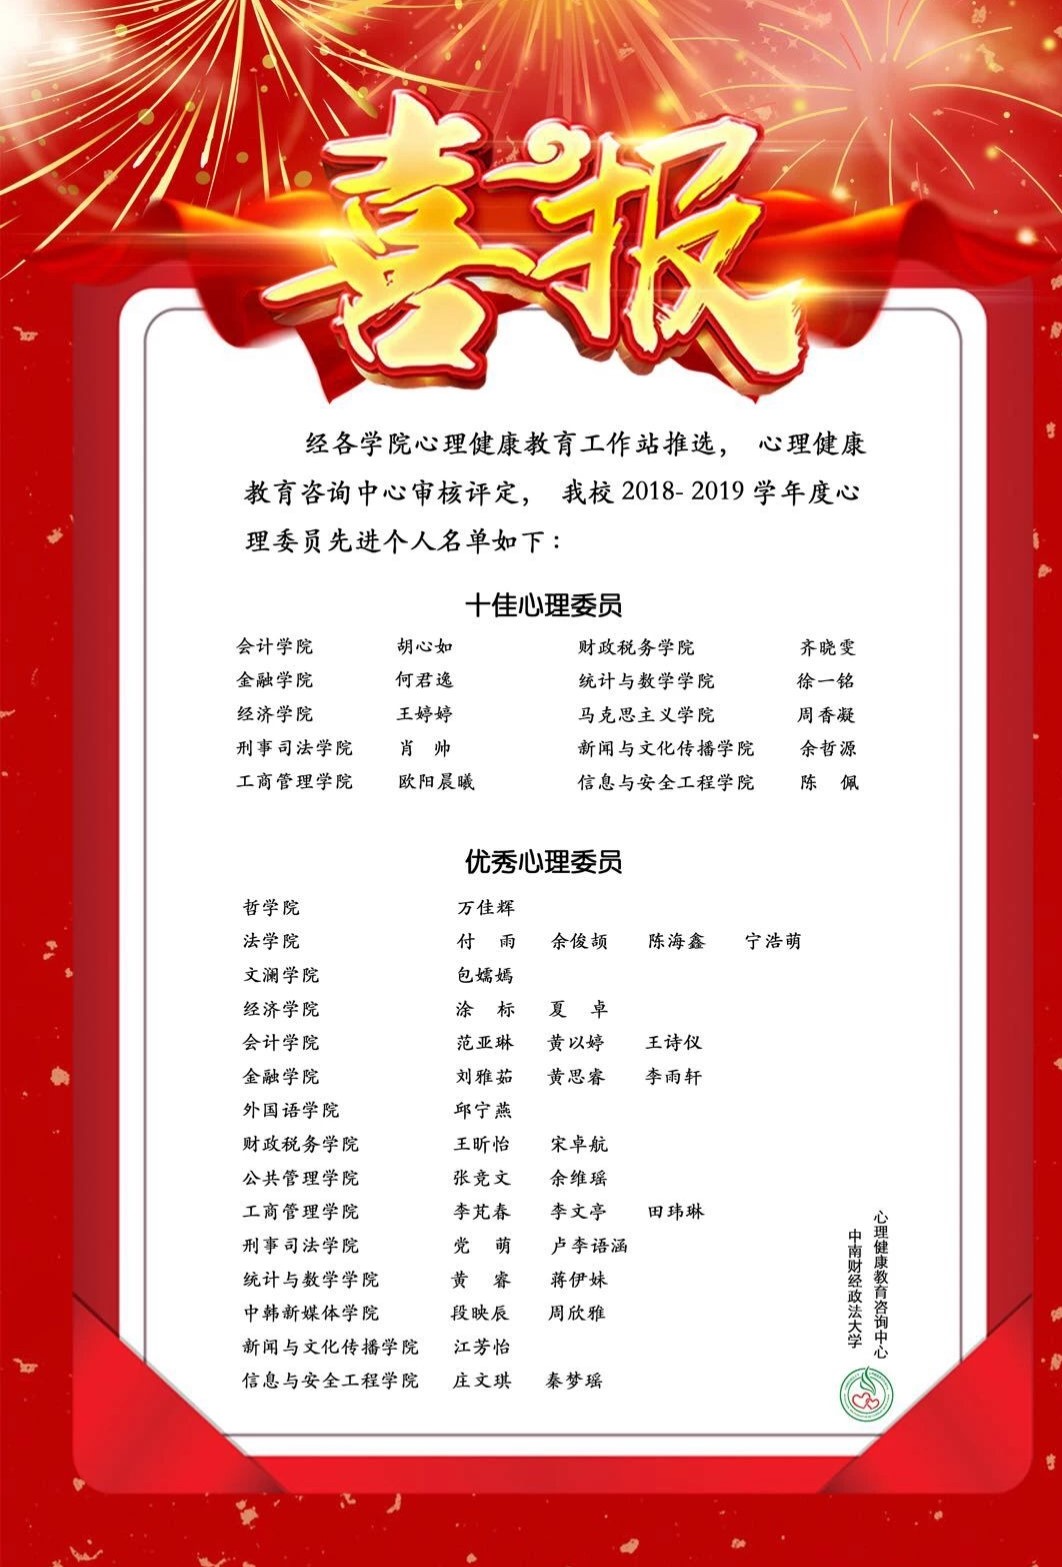 喜报
经各学院心理健康教育工作站推选， 心理健康
教育咨询中心审核评定， 我校 2018- 2019 学年度心
理委员先进个人名单如下：
十佳心理委员
会计学院 胡心如 财政税务学院 齐晓雯
金融学院 何君逸 统计与数学学院 徐一铭
经济学院 王婷婷 马克思主义学院 周香凝
刑事司法学院 肖 帅 新闻与文化传播学院 余哲源
工商管理学院 欧阳晨曦 信息与安全工程学院 陈 佩
优秀心理委员
哲学院 万佳辉
法学院 付 雨 余俊颉 陈海鑫 宁浩萌
文澜学院 包嬬嫣
经济学院 涂 标 夏 卓
会计学院 范亚琳 黄以婷 王诗仪
金融学院 刘雅茹 黄思睿 李雨轩
外国语学院 邱宁燕
财政税务学院 王昕怡 宋卓航
公共管理学院 张竞文 余维瑶
工商管理学院 李芃春 李文亭 田玮琳
刑事司法学院 党 萌 卢李语涵
统计与数学学院 黄 睿 蒋伊妹
中韩新媒体学院 段映辰 周欣雅
新闻与文化传播学院 江芳怡
信息与安全工程学院 庄文琪 秦梦瑶
中南财经政法大学
心理健康教育咨询中心